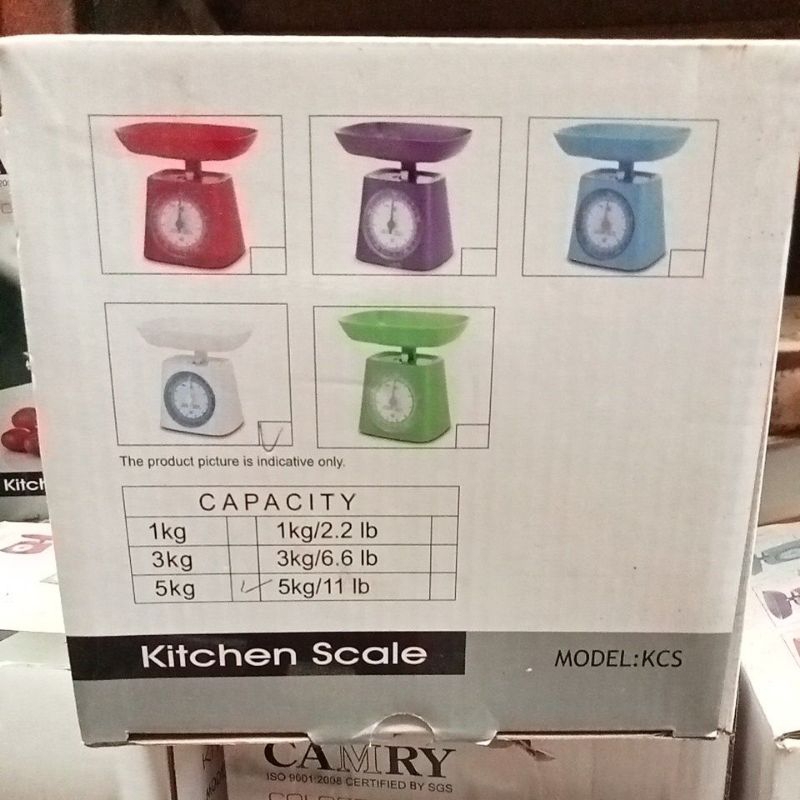 The product picture is indicative only.
CAPACITY
1kg 1kg/2.2 lb
3kg 3kg/6.6 lb
5kg 5kg/11 lb
Kitchen Scale
MODEL:KCS
Kitch
CAMRY
ISO 9001:2008 CERTIFIED BY SGS